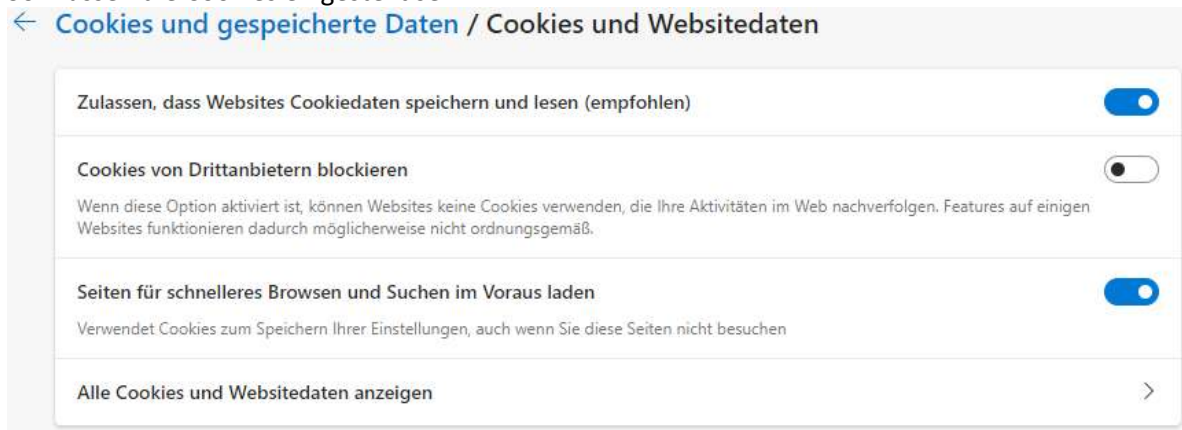 Cookies und gespeicherte Daten / Cookies und Websitedaten
Zulassen, dass Websites Cookiedaten speichern und lesen (empfohlen)
Cookies von Drittanbietern blockieren
Wenn diese Option aktiviert ist, können Websites keine Cookies verwenden, die Ihre Aktivitäten im Web nachverfolgen. Features auf einigen
Websites funktionieren dadurch möglicherweise nicht ordnungsgemäß.
Seiten für schnelleres Browsen und Suchen im Voraus laden
Verwendet Cookies zum Speichern Ihrer Einstellungen, auch wenn Sie diese Seiten nicht besuchen
Alle Cookies und Websitedaten anzeigen